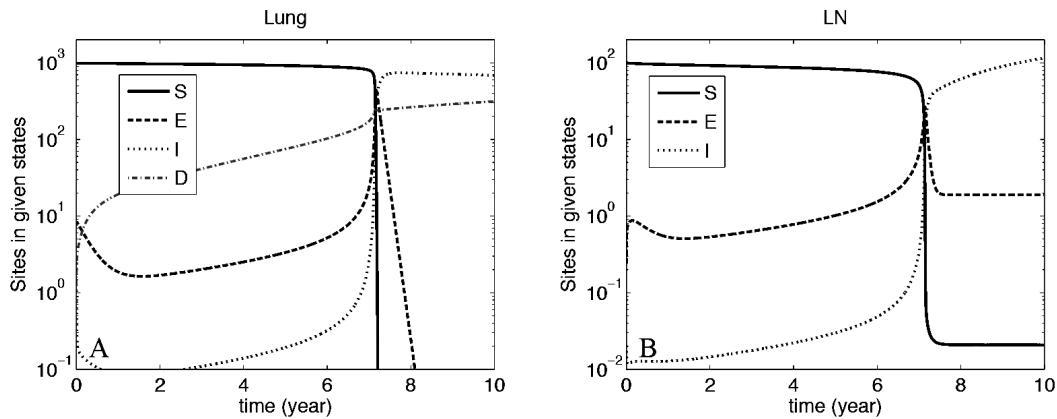 Lung
Sites in given states
10^3
10^2
10^1
10^0
10^-1
S
E
I
D
A
0 2 4 6 8 10
time (year)
LN
Sites in given states
10^2
10^1
10^0
10^-1
10^-2
S
E
I
B
0 2 4 6 8 10
time (year)